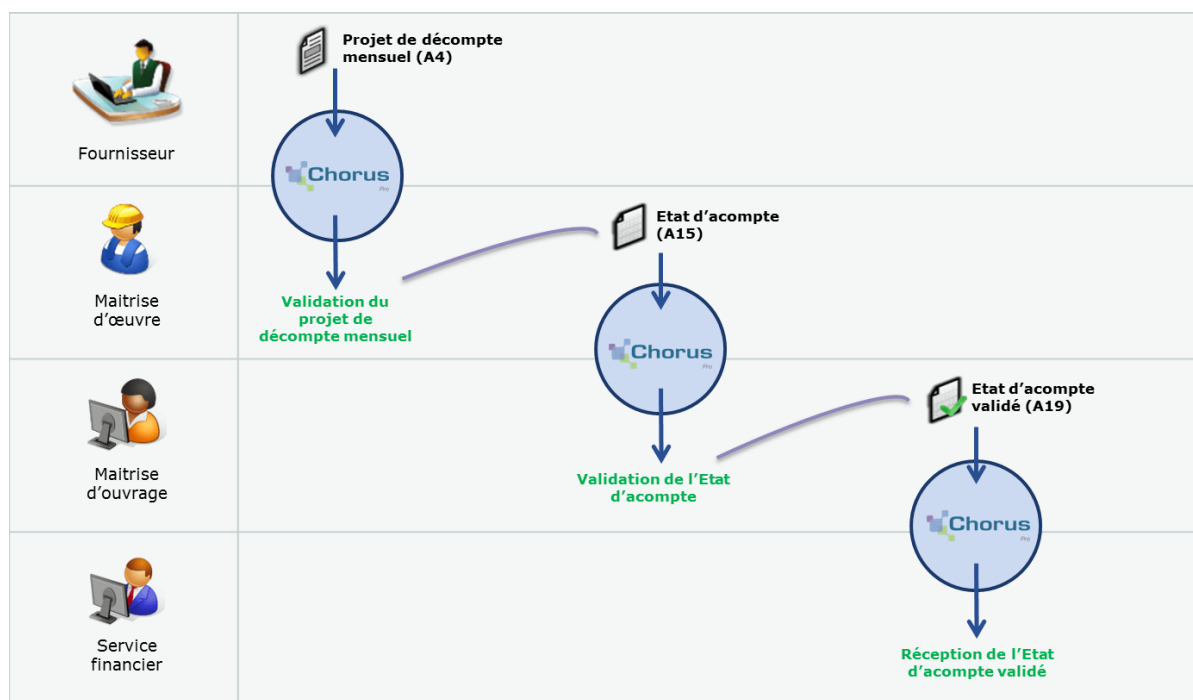 Projet de décompte
mensuel (A4)
Fournisseur
Chorus
Pro
Etat d'acompte
(A15)
Maitrise
d'œuvre
Validation du
projet de
décompte mensuel
Chorus
Pro
Etat d'acompte
validé (A19)
Maitrise
d'ouvrage
Validation de l'Etat
d'acompte
Chorus
Pro
Service
financier
Réception de l'Etat
d'acompte validé